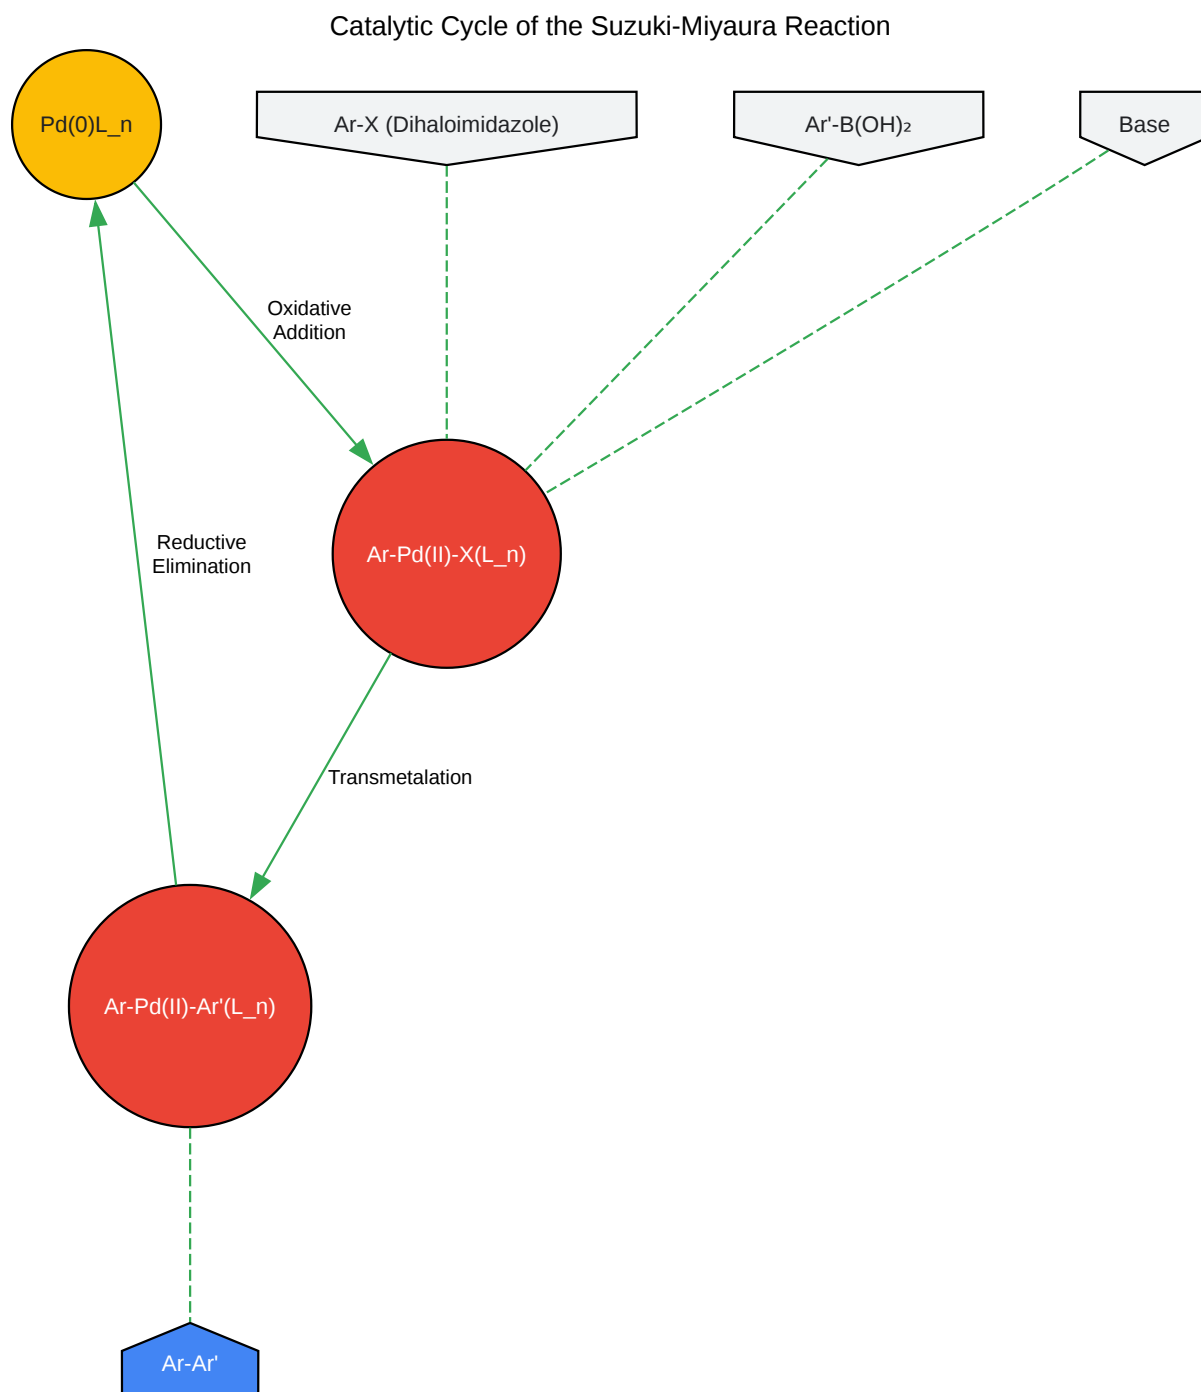 Catalytic Cycle of the Suzuki-Miyaura Reaction
Pd(0)L_n
Ar-X (Dihaloimidazole)
Ar'-B(OH)₂
Base
Oxidative
Addition
Reductive
Elimination
Ar-Pd(II)-X(L_n)
Transmetalation
Ar-Pd(II)-Ar'(L_n)
Ar-Ar'